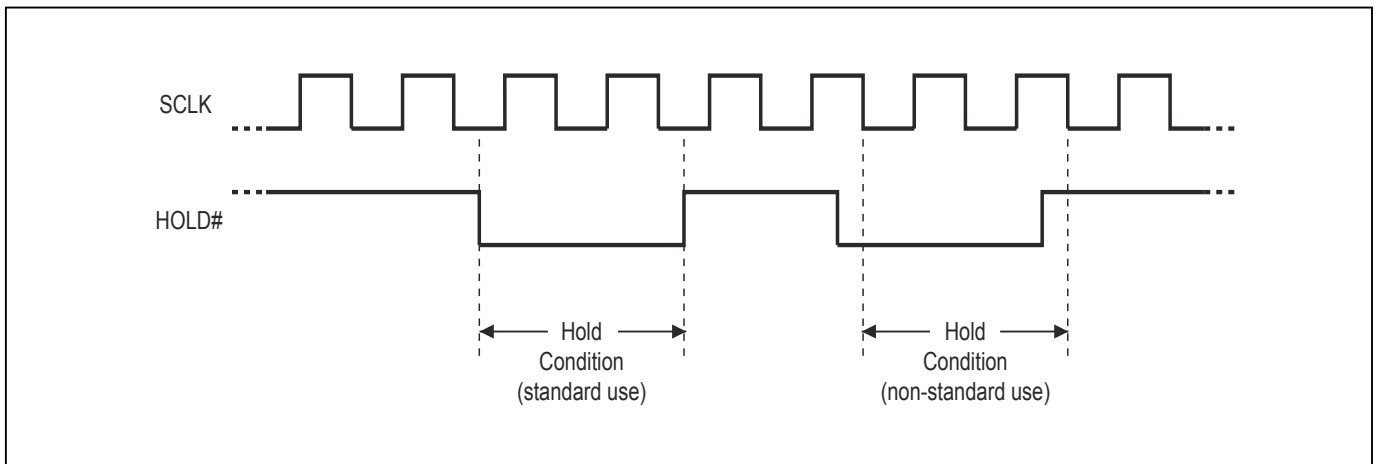 SCLK
HOLD#
Hold
Condition
(standard use)
Hold
Condition
(non-standard use)